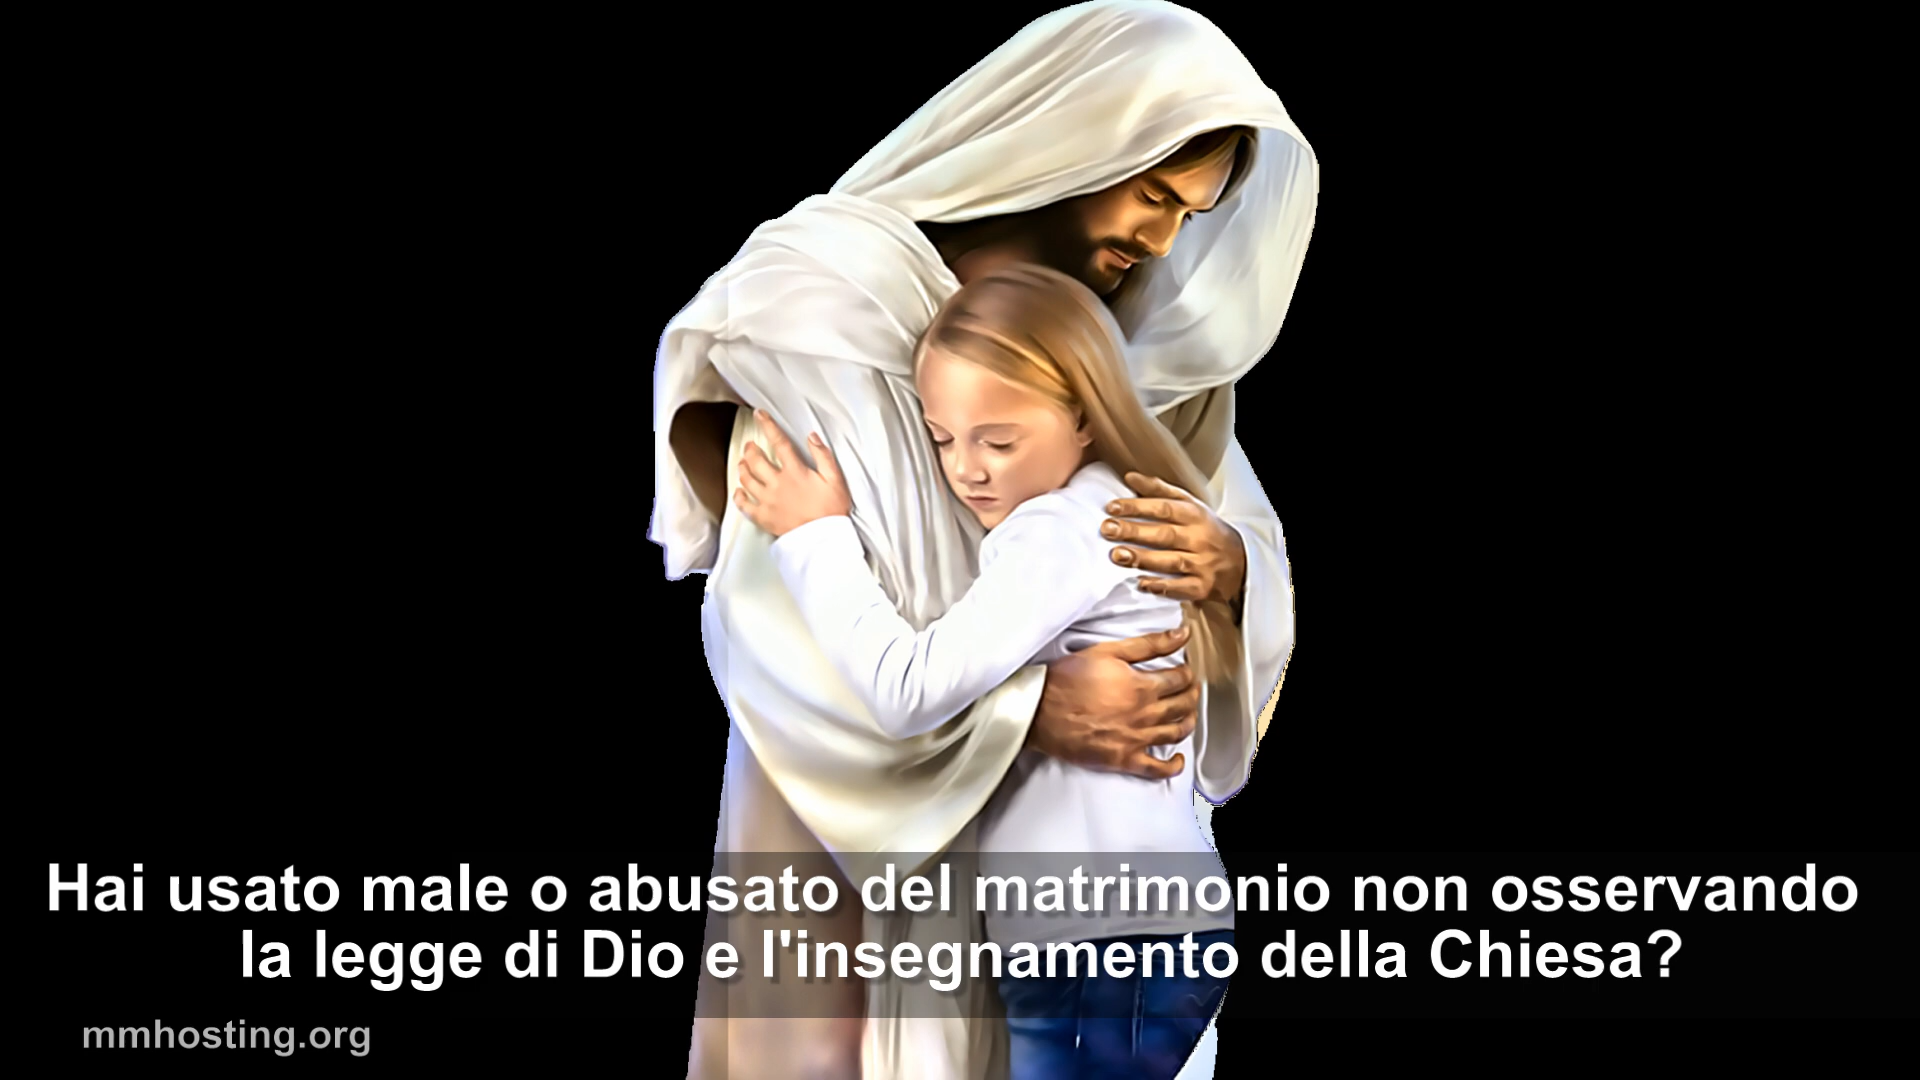 Hai usato male o abusato del matrimonio non osservando
la legge di Dio e l'insegnamento della Chiesa?
mmhosting.org